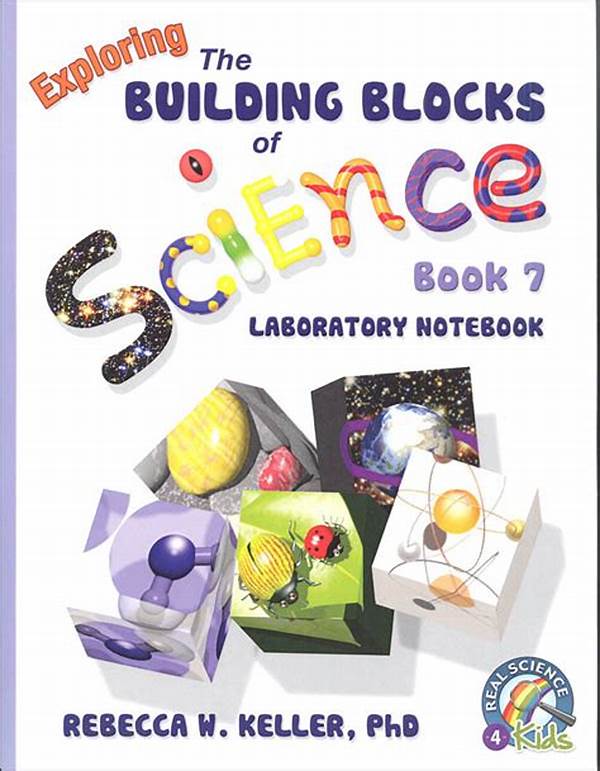 Exploring The
BUILDING BLOCKS
of
Science
BOOK 7
LABORATORY NOTEBOOK
REBECCA W. KELLER, PhD
REAL SCIENCE
4
Kids